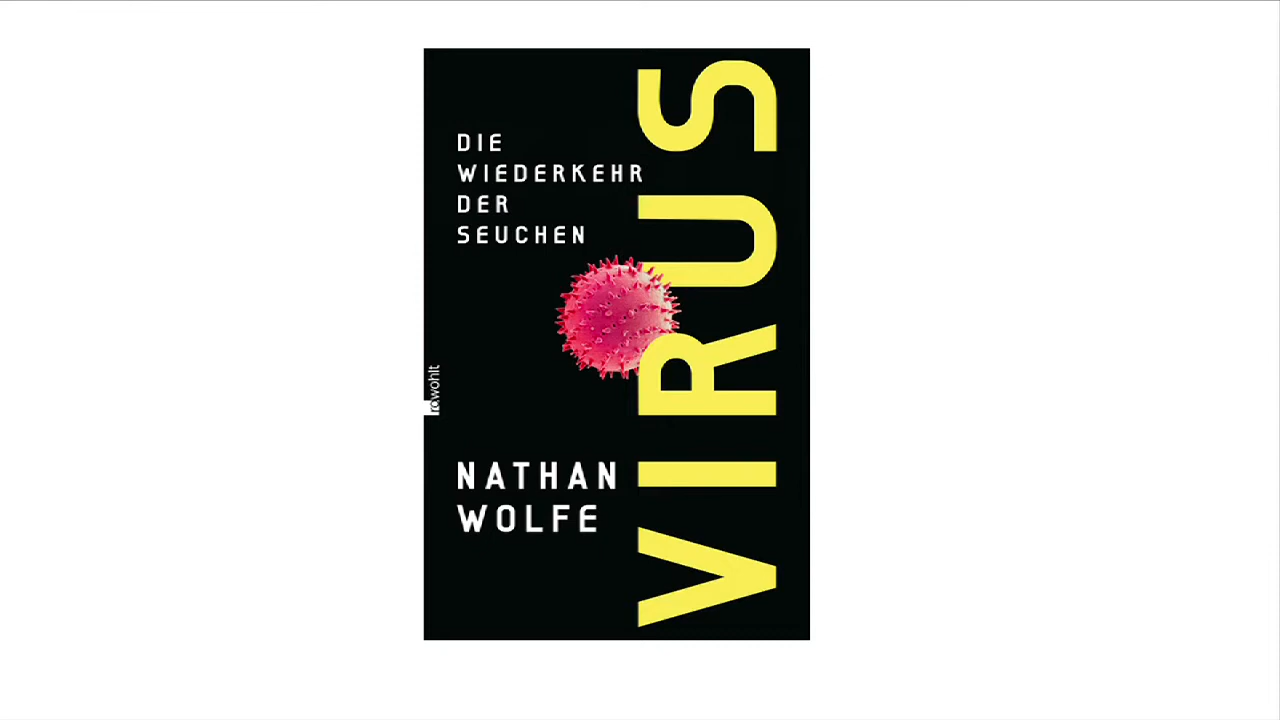 DIE
WIEDERKEHR
DER
SEUCHEN
VIRUS
rowohlt
NATHAN
WOLFE